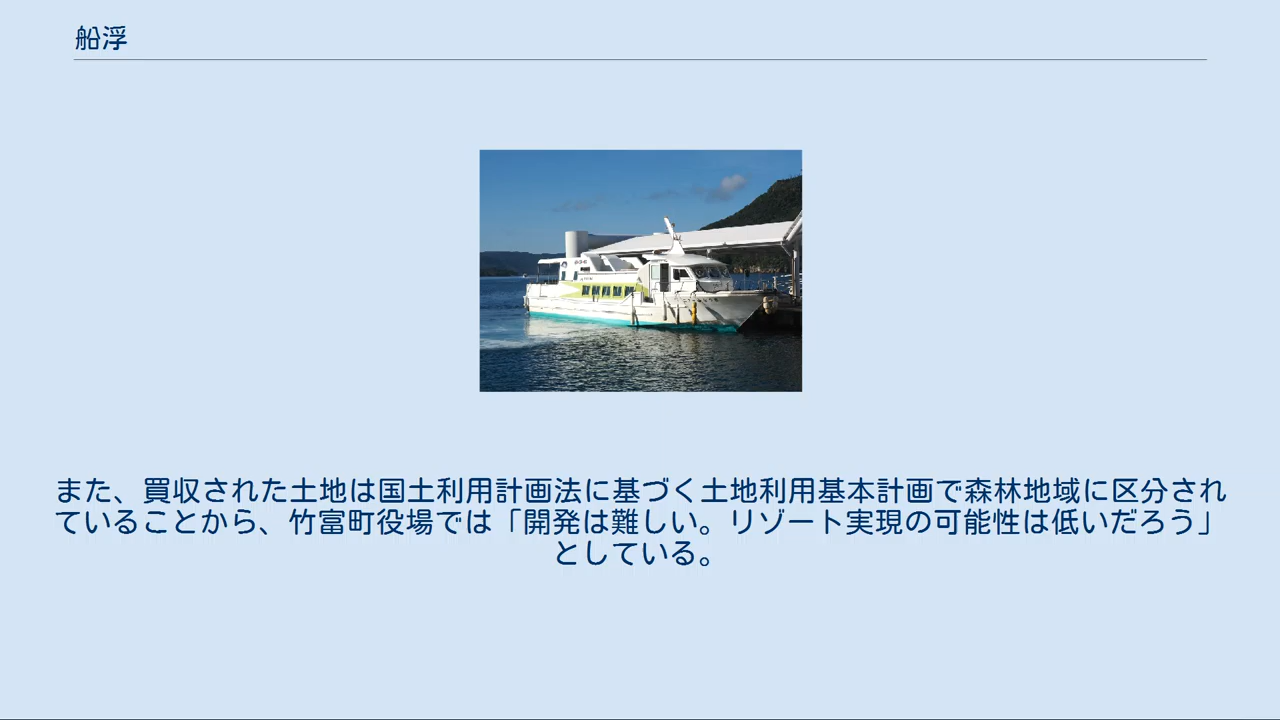 船浮
また、買収された土地は国土利用計画法に基づく土地利用基本計画で森林地域に区分され
ていることから、竹富町役場では「開発は難しい。リゾート実現の可能性は低いだろう」
としている。